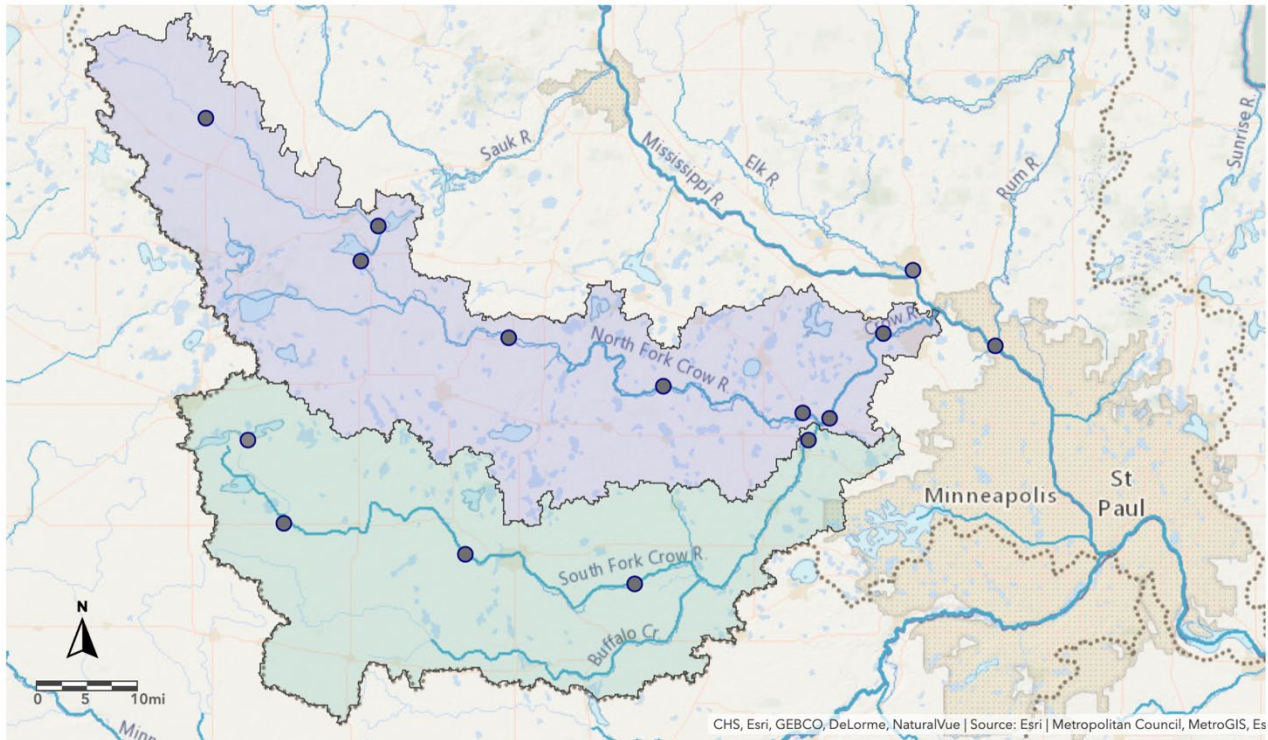 Sauk R.
Mississippi R.
Elk R
Rum R
Sunrise R.
Crow R.
North Fork Crow R
Minneapolis
St
Paul
South Fork Crow R.
Buffalo Cr
N
0 5 10mi
Minn
CHS, Esri, GEBCO, DeLorme, NaturalVue | Source: Esri | Metropolitan Council, MetroGIS, Es